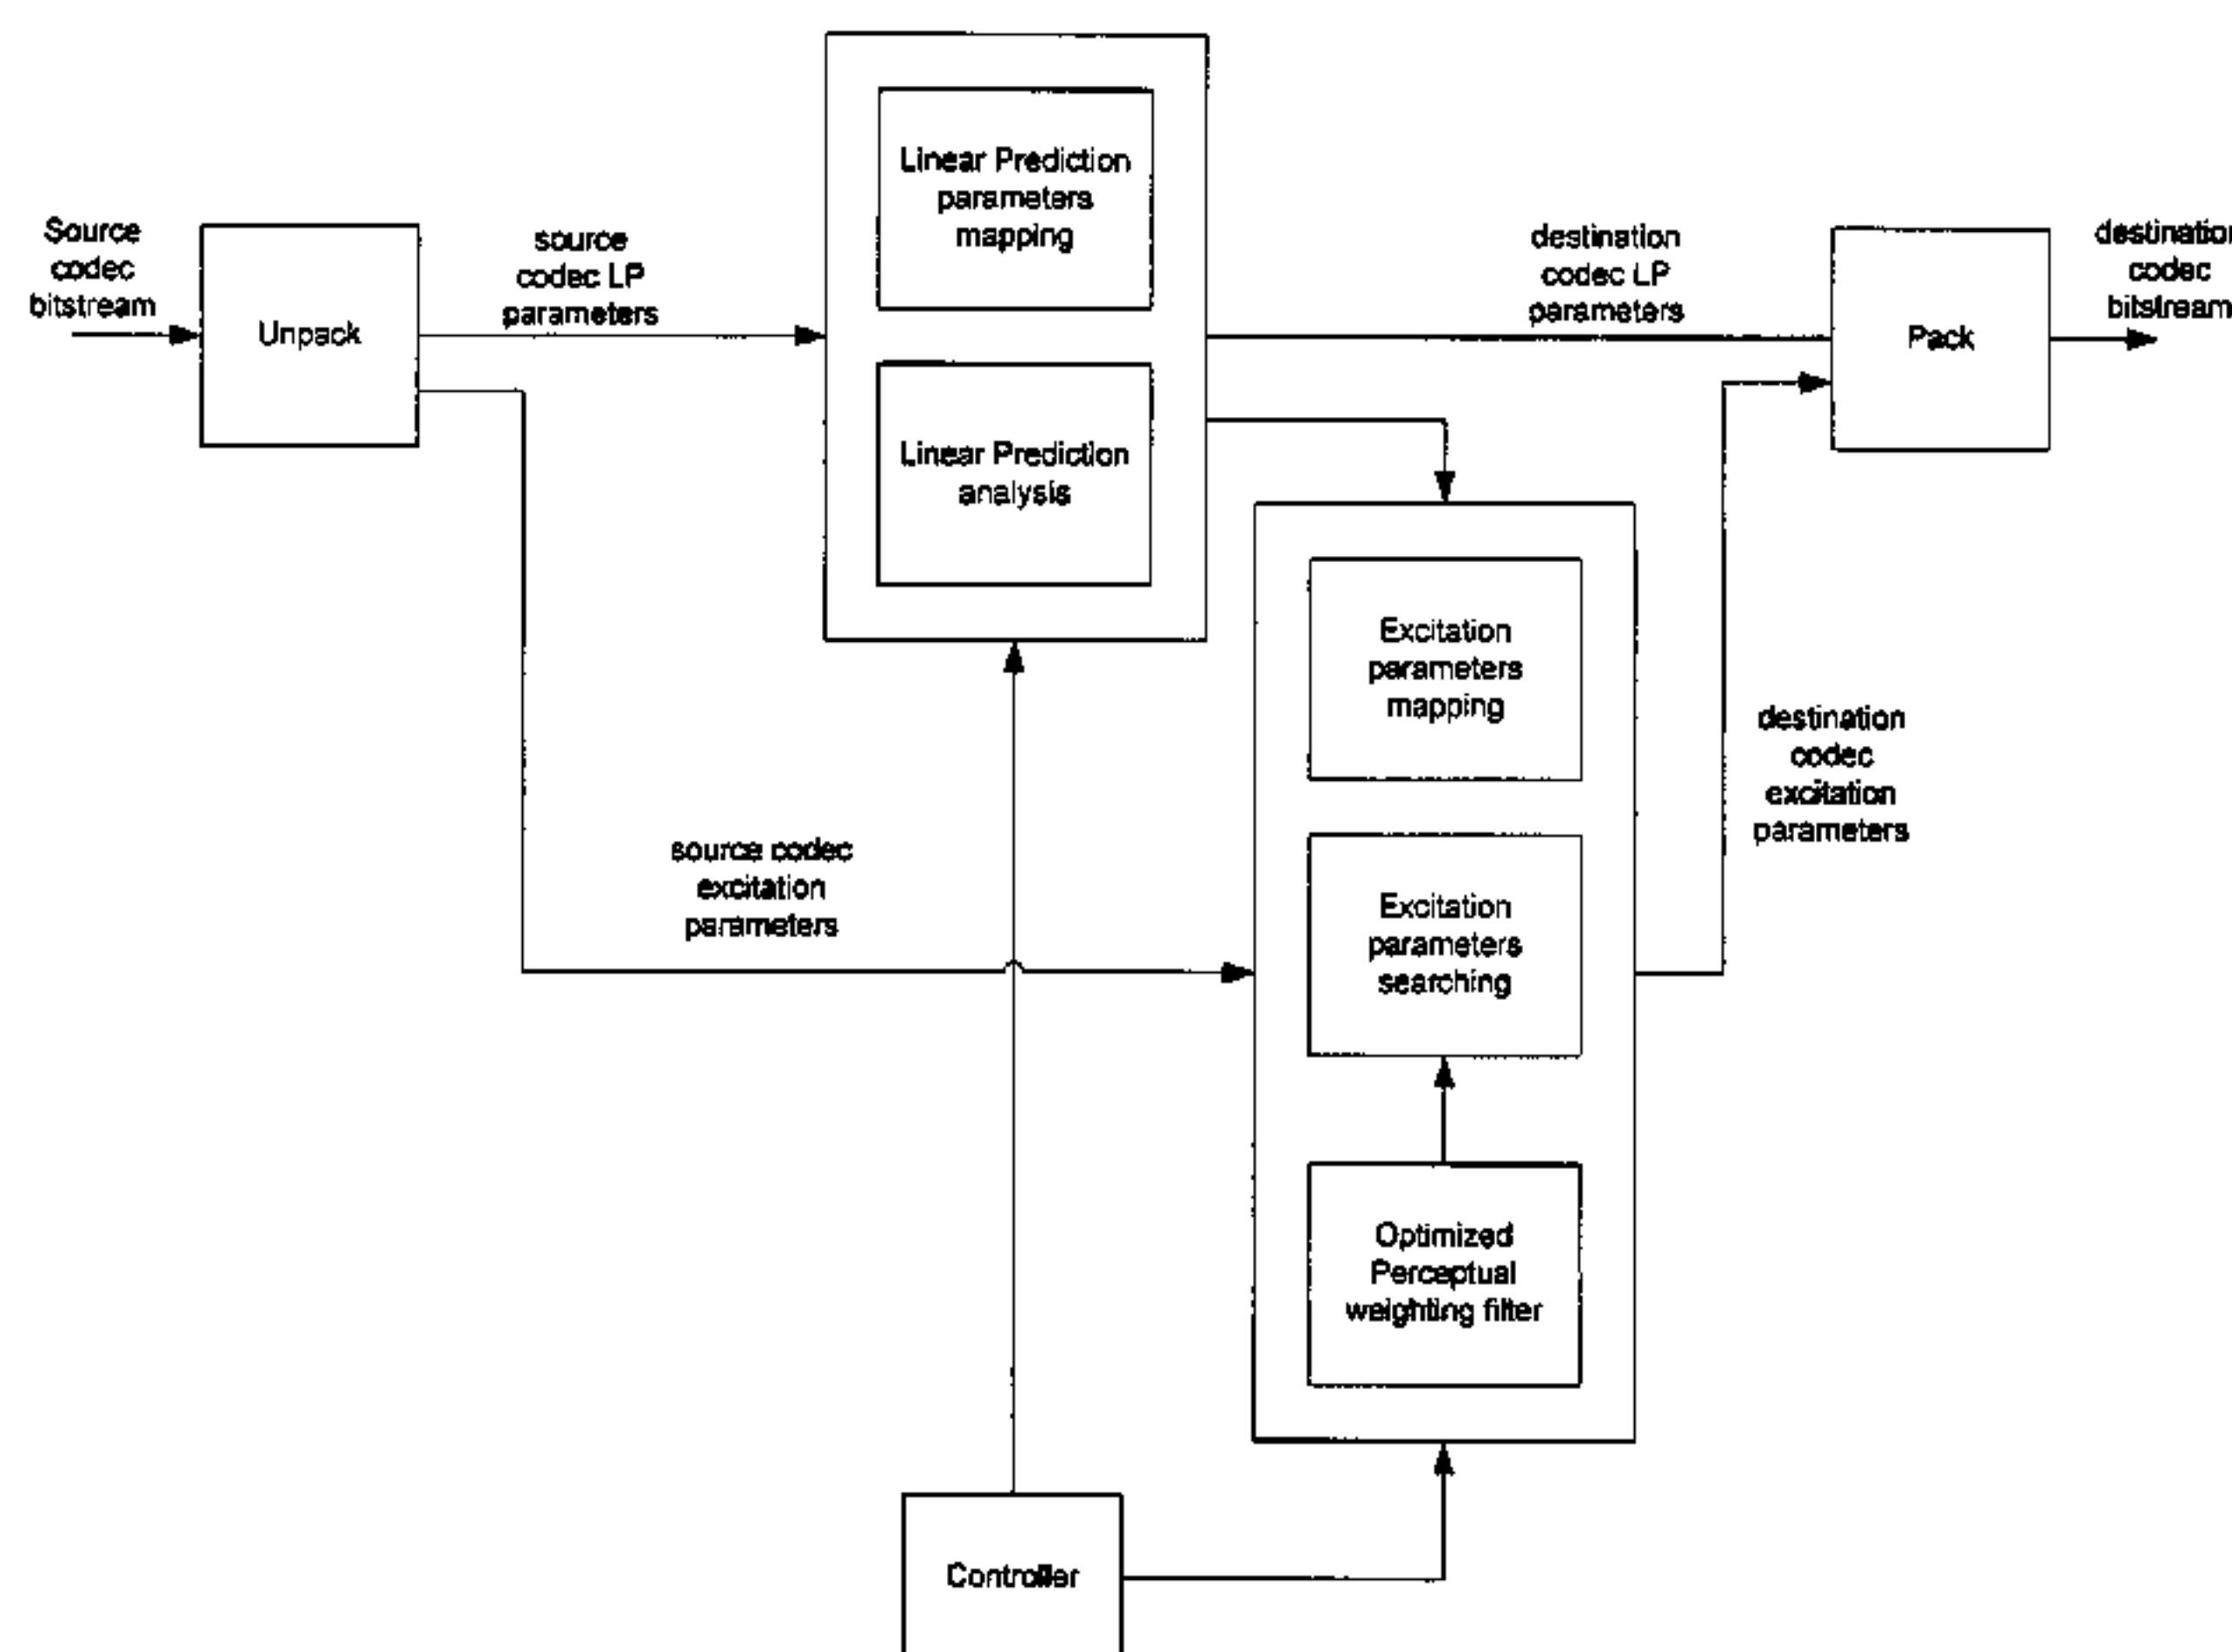 Source
codec
bitstream
Unpack
source
codec LP
parameters
Linear Prediction
parameters
mapping
Linear Prediction
analysis
destination
codec LP
parameters
Pack
destination
codec
bitstream
source codec
excitation
parameters
Excitation
parameters
mapping
Excitation
parameters
searching
Optimized
Perceptual
weighting filter
destination
codec
excitation
parameters
Controller